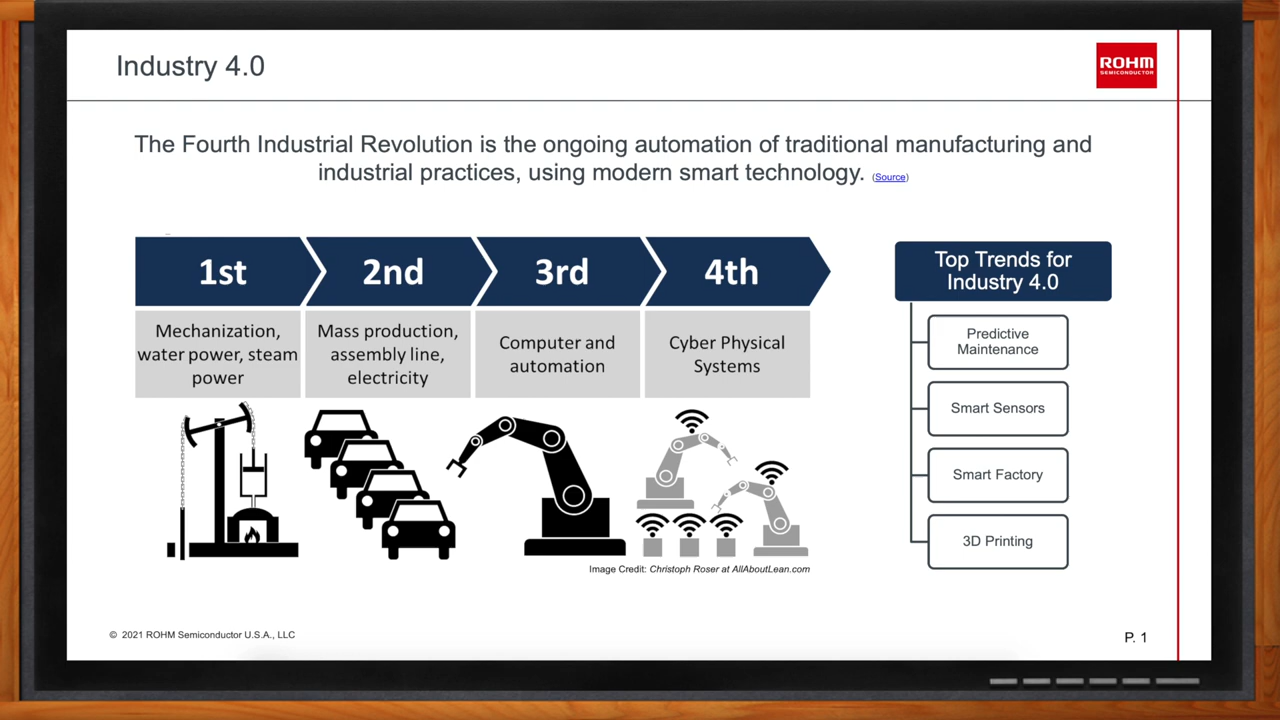 Industry 4.0
ROHM
SEMICONDUCTOR
The Fourth Industrial Revolution is the ongoing automation of traditional manufacturing and
industrial practices, using modern smart technology. (Source)
1st
2nd
3rd
4th
Mechanization,
water power, steam
power
Mass production,
assembly line,
electricity
Computer and
automation
Cyber Physical
Systems
Image Credit: Christoph Roser at AllAboutLean.com
Top Trends for
Industry 4.0
Predictive
Maintenance
Smart Sensors
Smart Factory
3D Printing
© 2021 ROHM Semiconductor U.S.A., LLC
P. 1